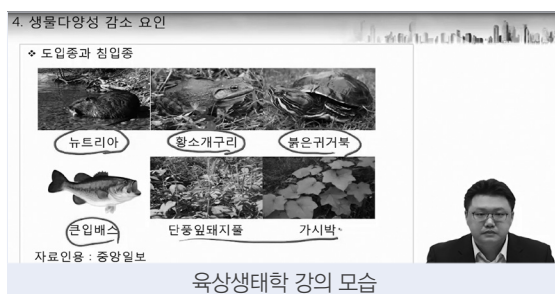 4. 생물다양성 감소 요인
❖ 도입종과 침입종
뉴트리아 황소개구리 붉은귀거북
큰입배스 단풍잎돼지풀 가시박
자료인용 : 중앙일보
육상생태학 강의 모습